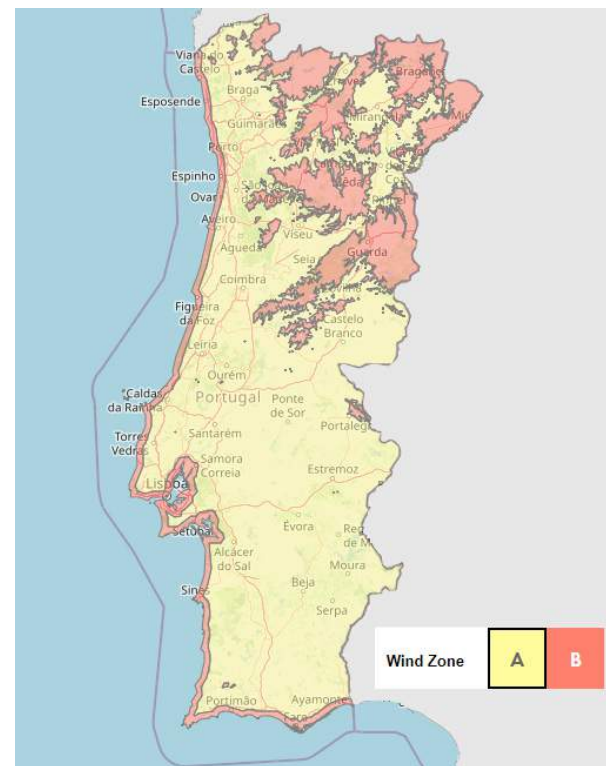 Viana do
Castelo
Braga
Bragança
Esposende
Guimarães
Porto
Espinho
Ovar
Aveiro
Viseu
Agueda
Seia
Guarda
Coimbra
Figueira
da Foz
Castelo
Branco
Leiria
Ourém
Caldas
da Rainha
Portugal
Ponte
de Sor
Torres
Vedras
Santarém
Portalegre
Samora
Correia
Estremoz
Lisboa
Setúbal
Évora
Alcácer
do Sal
Moura
Beja
Sines
Serpa
Wind Zone
A
B
Portimão
Ayamonte
Faro